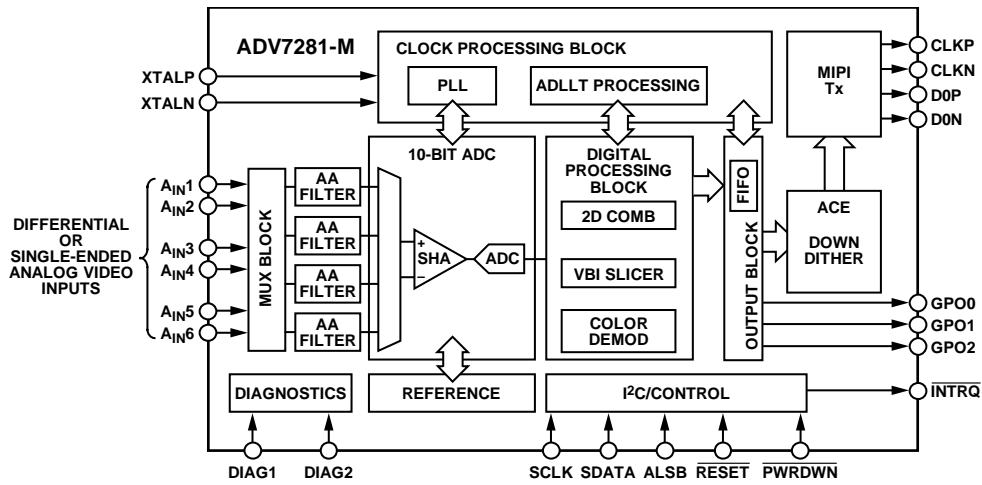 ADV7281-M
CLOCK PROCESSING BLOCK
PLL
ADLLT PROCESSING
XTALP
XTALN
MIPI
Tx
CLKP
CLKN
D0P
D0N
10-BIT ADC
DIGITAL
PROCESSING
BLOCK
2D COMB
VBI SLICER
COLOR
DEMOD
FIFO
OUTPUT BLOCK
ACE
DOWN
DITHER
DIFFERENTIAL
OR
SINGLE-ENDED
ANALOG VIDEO
INPUTS
AIN1
AIN2
AIN3
AIN4
AIN5
AIN6
MUX BLOCK
AA
FILTER
AA
FILTER
AA
FILTER
AA
FILTER
+
SHA
–
ADC
GPO0
GPO1
GPO2
DIAGNOSTICS
REFERENCE
I2C/CONTROL
INTRQ
DIAG1
DIAG2
SCLK
SDATA
ALSB
RESET
PWRDWN